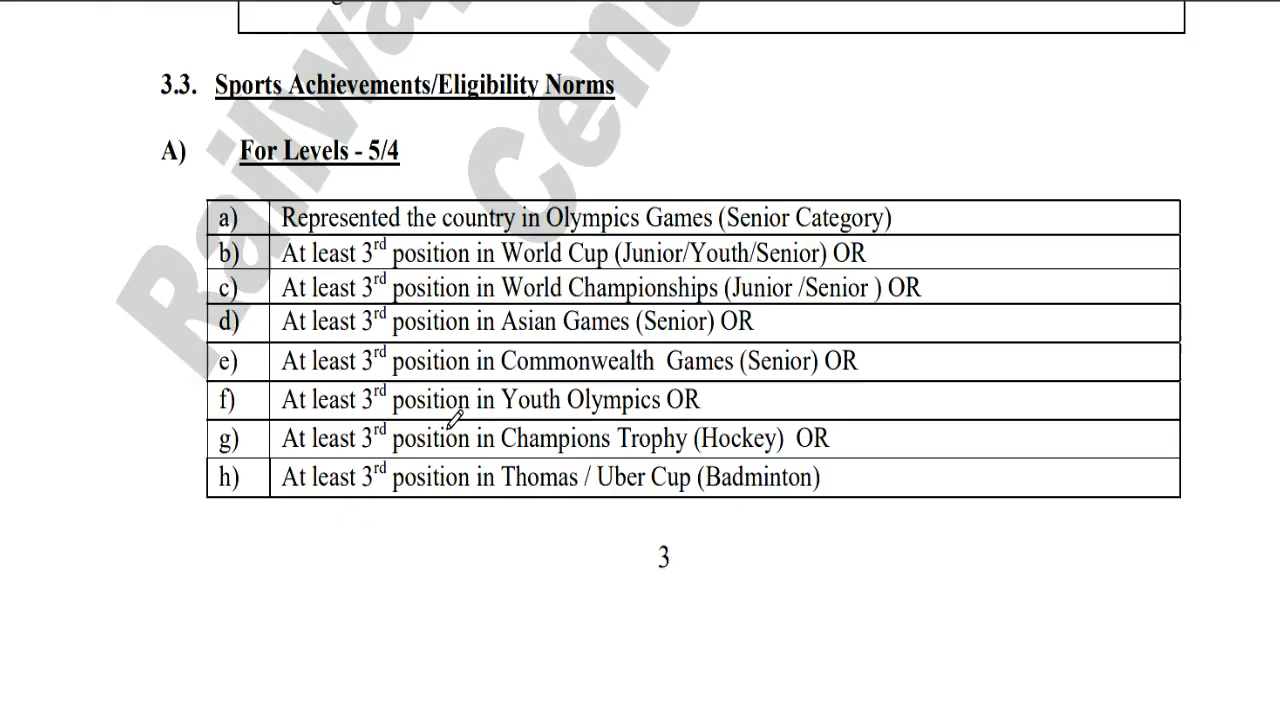 3.3. Sports Achievements/Eligibility Norms
A) For Levels - 5/4
a) Represented the country in Olympics Games (Senior Category)
b) At least 3rd position in World Cup (Junior/Youth/Senior) OR
c) At least 3rd position in World Championships (Junior /Senior ) OR
d) At least 3rd position in Asian Games (Senior) OR
e) At least 3rd position in Commonwealth Games (Senior) OR
f) At least 3rd position in Youth Olympics OR
g) At least 3rd position in Champions Trophy (Hockey) OR
h) At least 3rd position in Thomas / Uber Cup (Badminton)
3